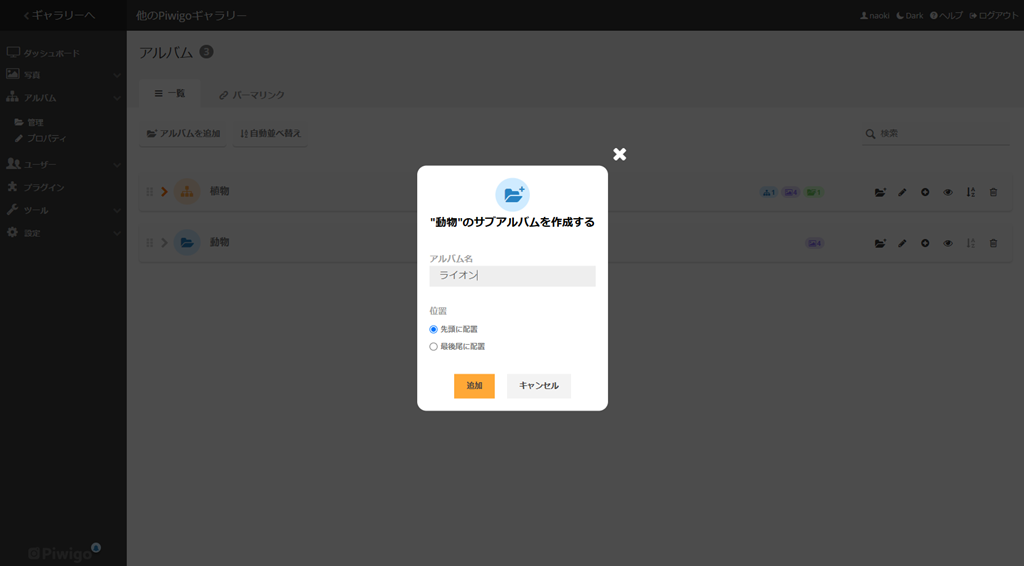 ギャラリーへ
他のPiwigoギャラリー
naoki
Dark
ヘルプ
ログアウト
ダッシュボード
写真
アルバム
管理
プロパティ
ユーザー
プラグイン
ツール
設定
Piwigo
アルバム 3
一覧
パーマリンク
アルバムを追加
自動並べ替え
検索
植物
1
4
1
動物
4
"動物"のサブアルバムを作成する
アルバム名
ライオン
位置
先頭に配置
最後尾に配置
追加
キャンセル